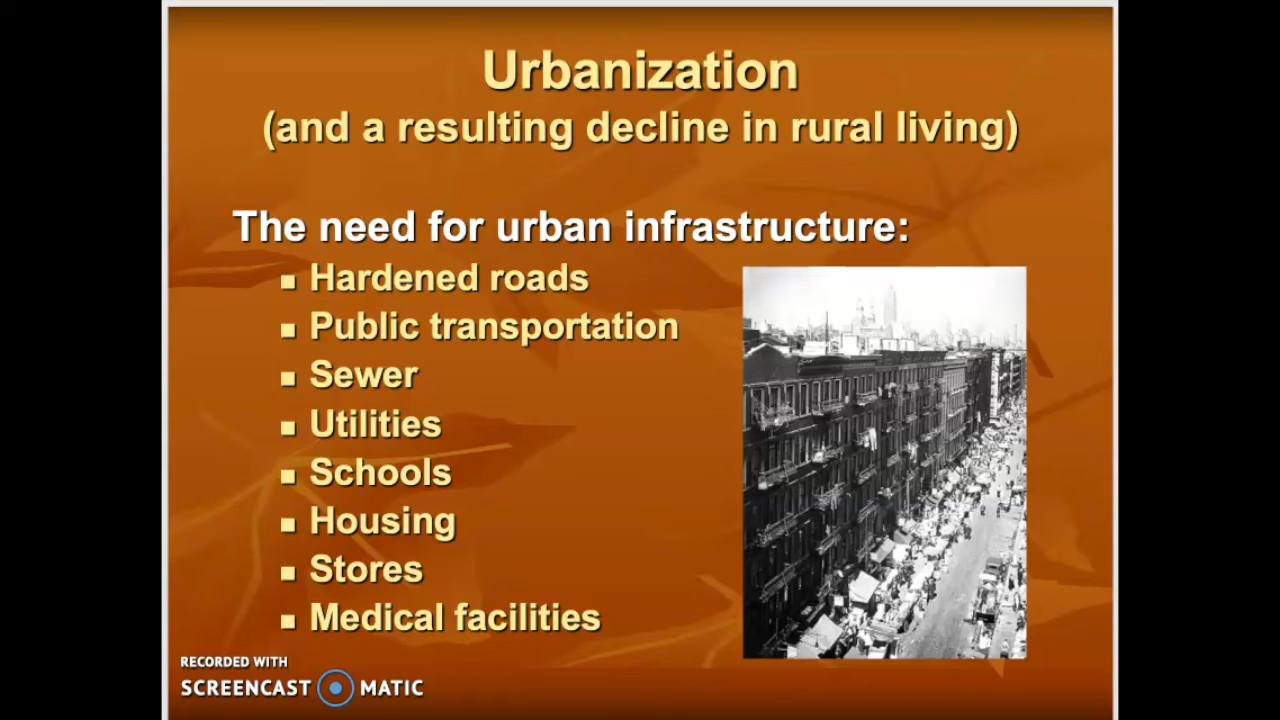 Urbanization
(and a resulting decline in rural living)
The need for urban infrastructure:
Hardened roads
Public transportation
Sewer
Utilities
Schools
Housing
Stores
Medical facilities
RECORDED WITH
SCREENCAST MATIC